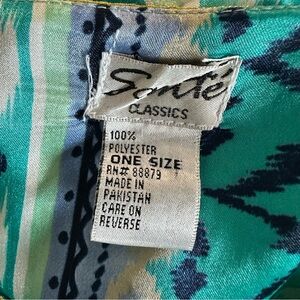 Santé
CLASSICS
100%
POLYESTER
ONE SIZE
RN# 88879
MADE IN
PAKISTAN
CARE ON
REVERSE